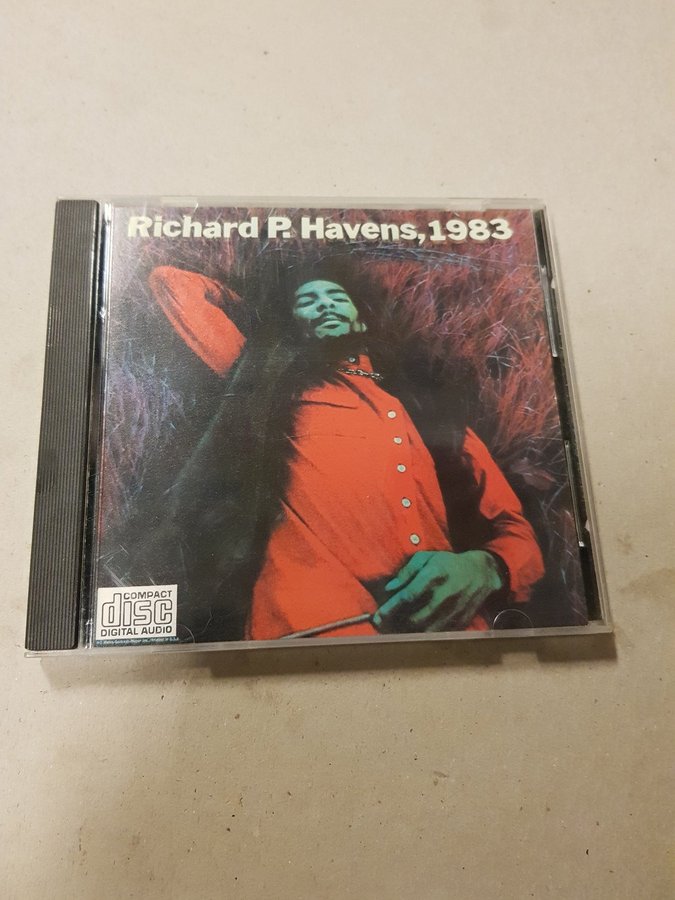 Richard P. Havens, 1983
COMPACT
disc
DIGITAL AUDIO